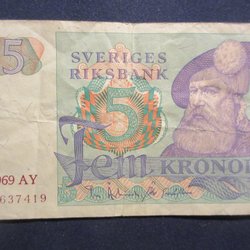 5
SVERIGES
RIKSBANK
5
Fem KRONOR
969 AY
637419